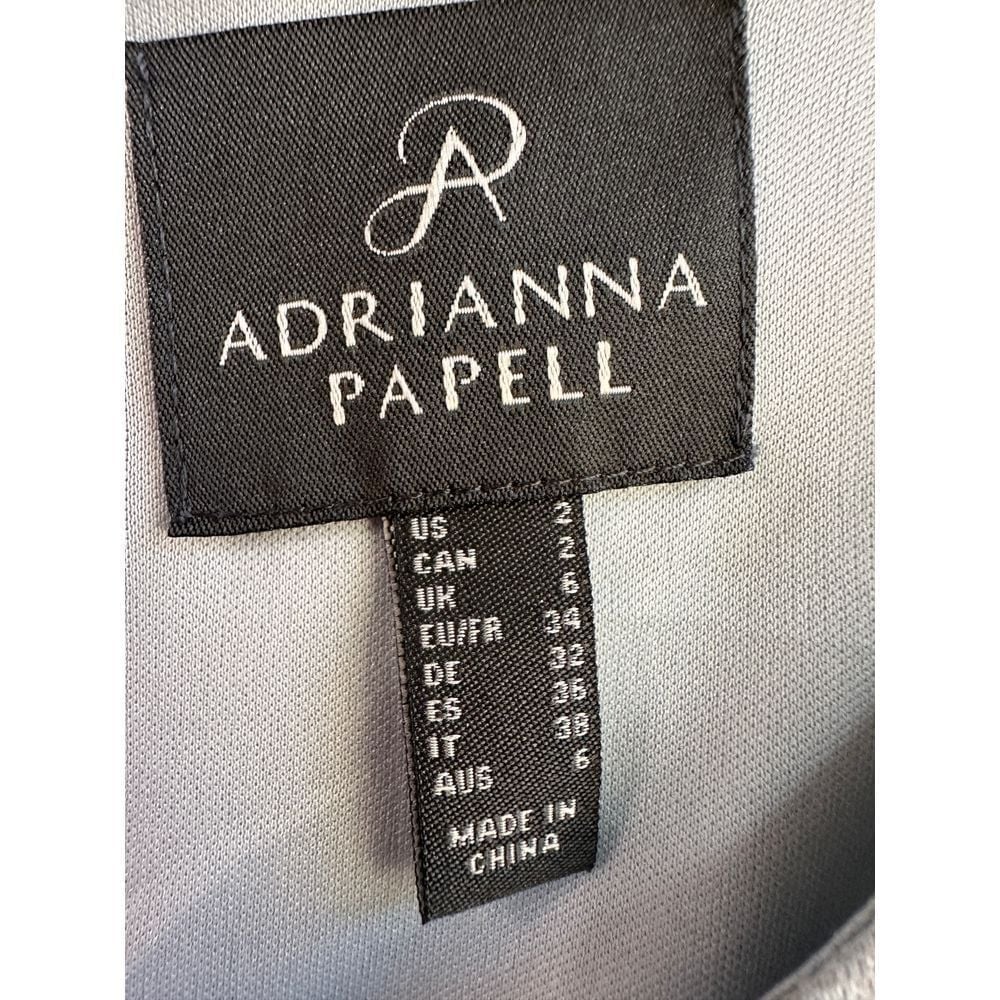 ADRIANNA
PAPELL
US 2
CAN 2
UK 6
EU/FR 34
DE 32
ES 36
IT 38
AUS 6
MADE IN
CHINA